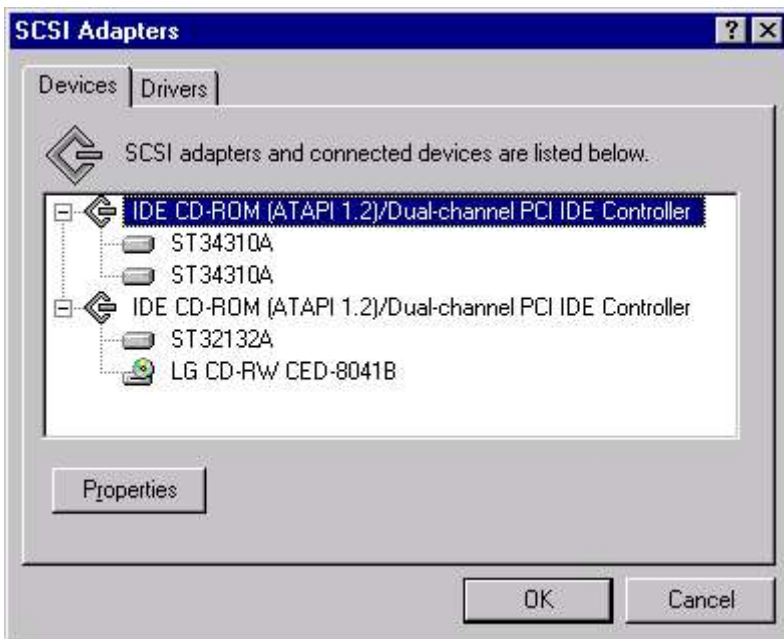 SCSI Adapters
Devices
Drivers
SCSI adapters and connected devices are listed below.
IDE CD-ROM (ATAPI 1.2)/Dual-channel PCI IDE Controller
ST34310A
ST34310A
IDE CD-ROM (ATAPI 1.2)/Dual-channel PCI IDE Controller
ST32132A
LG CD-RW CED-8041B
Properties
OK
Cancel